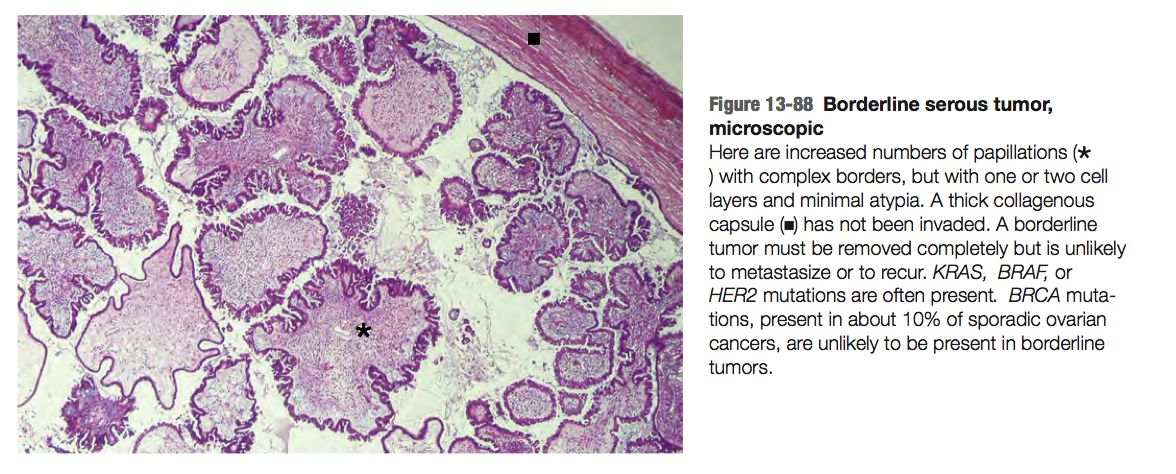 Figure 13-88 Borderline serous tumor,
microscopic
Here are increased numbers of papillations (*
) with complex borders, but with one or two cell
layers and minimal atypia. A thick collagenous
capsule (■) has not been invaded. A borderline
tumor must be removed completely but is unlikely
to metastasize or to recur. KRAS, BRAF, or
HER2 mutations are often present. BRCA muta-
tions, present in about 10% of sporadic ovarian
cancers, are unlikely to be present in borderline
tumors.